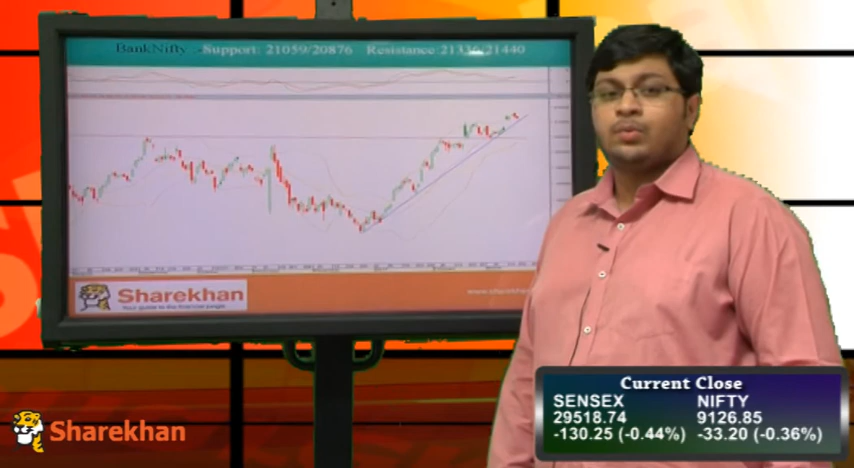 BankNifty -Support: 21059/20876 Resistance:21336/21440
Sharekhan
Your guide to the financial jungle
Sharekhan
Current Close
SENSEX NIFTY
29518.74 9126.85
-130.25 (-0.44%) -33.20 (-0.36%)